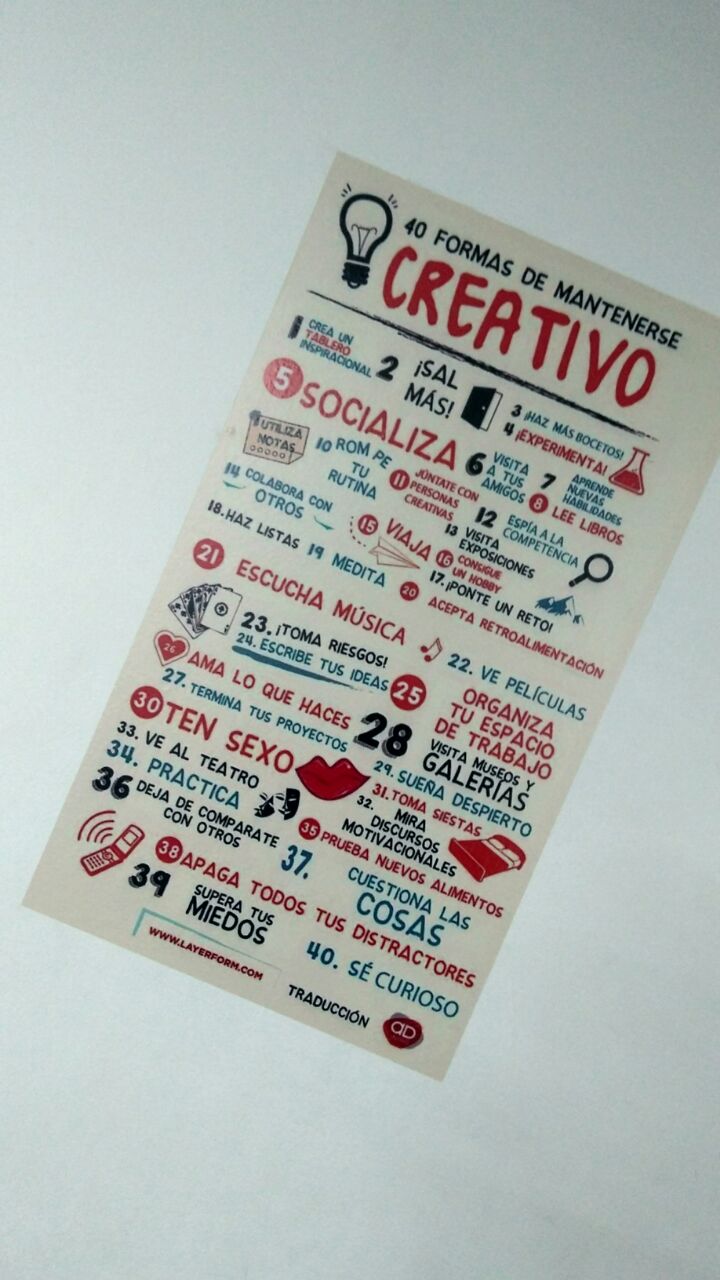 40 FORMAS DE MANTENERSE
CREATIVO
1 CREA UN
TABLERO
INSPIRACIONAL
2 ¡SAL
MÁS!
3 ¡HAZ MÁS BOCETOS!
4 ¡EXPERIMENTA!
5 SOCIALIZA
6 VISITA
A TUS
AMIGOS
7 APRENDE
NUEVAS
HABILIDADES
8 LEE LIBROS
UTILIZA
NOTAS
10 ROMPE
TU
RUTINA
11 JÚNTATE CON
PERSONAS
CREATIVAS
12 ESPÍA A LA
COMPETENCIA
13 VISITA
EXPOSICIONES
14 COLABORA CON
OTROS
15 VIAJA
16 CONSIGUE
UN HOBBY
17. ¡PONTE UN RETO!
18. HAZ LISTAS
19 MEDITA
20 ACEPTA RETROALIMENTACIÓN
21 ESCUCHA MÚSICA
22. VE PELÍCULAS
23. ¡TOMA RIESGOS!
24. ESCRIBE TUS IDEAS
25 ORGANIZA
TU ESPACIO
DE TRABAJO
26 AMA LO QUE HACES
27. TERMINA TUS PROYECTOS
28 VISITA MUSEOS Y
GALERÍAS
29. SUEÑA DESPIERTO
30 TEN SEXO
31. TOMA SIESTAS
32. MIRA
DISCURSOS
MOTIVACIONALES
33. VE AL TEATRO
34. PRACTICA
35 PRUEBA NUEVOS ALIMENTOS
36 DEJA DE COMPARATE
CON OTROS
37. CUESTIONA LAS
COSAS
38 APAGA TODOS TUS DISTRACTORES
39 SUPERA TUS
MIEDOS
40. SÉ CURIOSO
WWW.LAYERFORM.COM
TRADUCCIÓN
aD